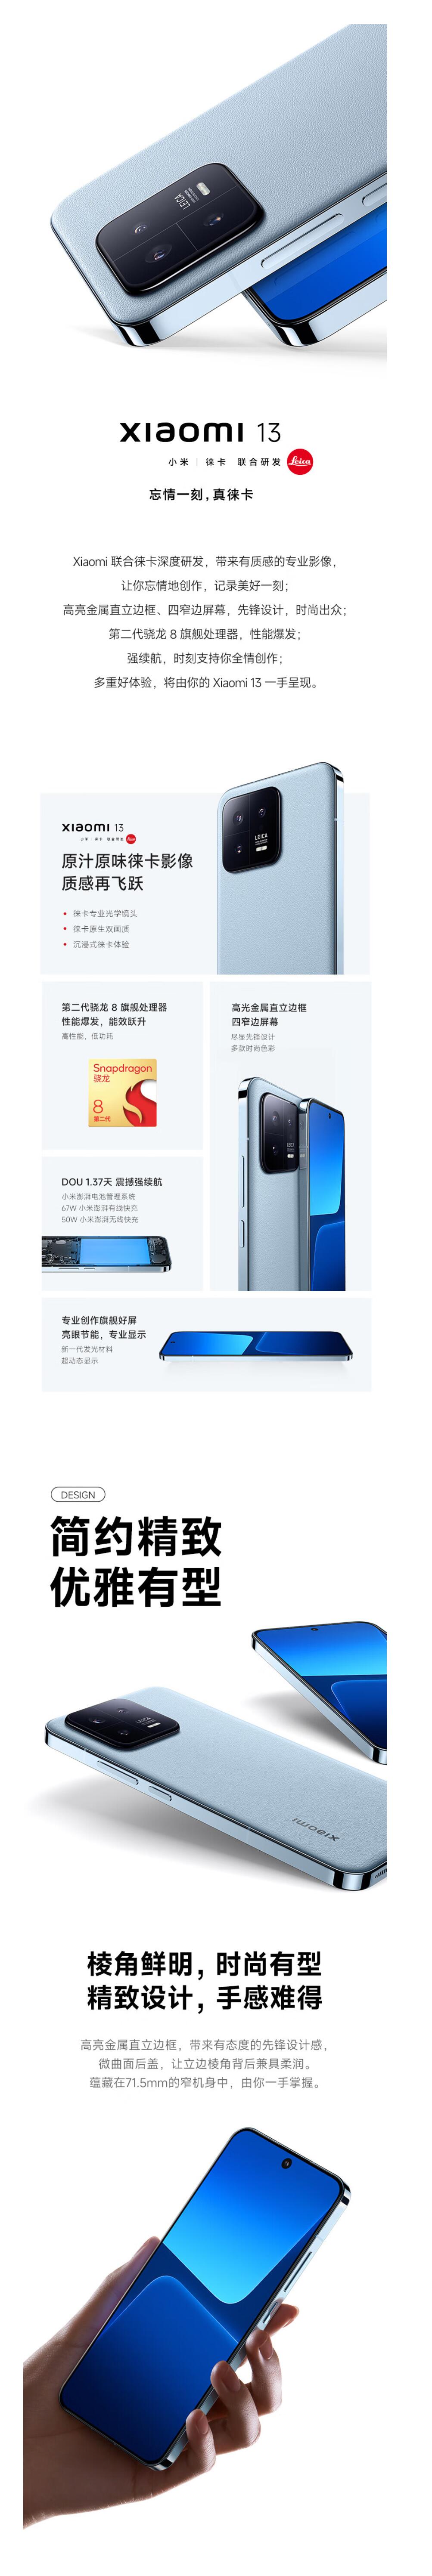 LEICA
XIAOMI 13
小米 | 徕卡 联合研发 Leica
忘情一刻,真徕卡
Xiaomi 联合徕卡深度研发，带来有质感的专业影像，
让你忘情地创作，记录美好一刻；
高亮金属直立边框、四窄边屏幕，先锋设计，时尚出众；
第二代骁龙 8 旗舰处理器，性能爆发；
强续航，时刻支持你全情创作；
多重好体验，将由你的 Xiaomi 13 一手呈现。
XIAOMI 13
小米 | 徕卡 联合研发
原汁原味徕卡影像
质感再飞跃
• 徕卡专业光学镜头
• 徕卡原生双画质
• 沉浸式徕卡体验
LEICA
第二代骁龙 8 旗舰处理器
性能爆发，能效跃升
高性能，低功耗
Snapdragon
骁龙
8
第二代
高光金属直立边框
四窄边屏幕
尽显先锋设计
多款时尚色彩
DOU 1.37天 震撼强续航
小米澎湃电池管理系统
67W 小米澎湃有线快充
50W 小米澎湃无线快充
专业创作旗舰好屏
亮眼节能，专业显示
新一代发光材料
超动态显示
DESIGN
简约精致
优雅有型
LEICA
xiaomi
棱角鲜明，时尚有型
精致设计，手感难得
高亮金属直立边框，带来有态度的先锋设计感，
微曲面后盖，让立边棱角背后兼具柔润。
蕴藏在71.5mm的窄机身中，由你一手掌握。